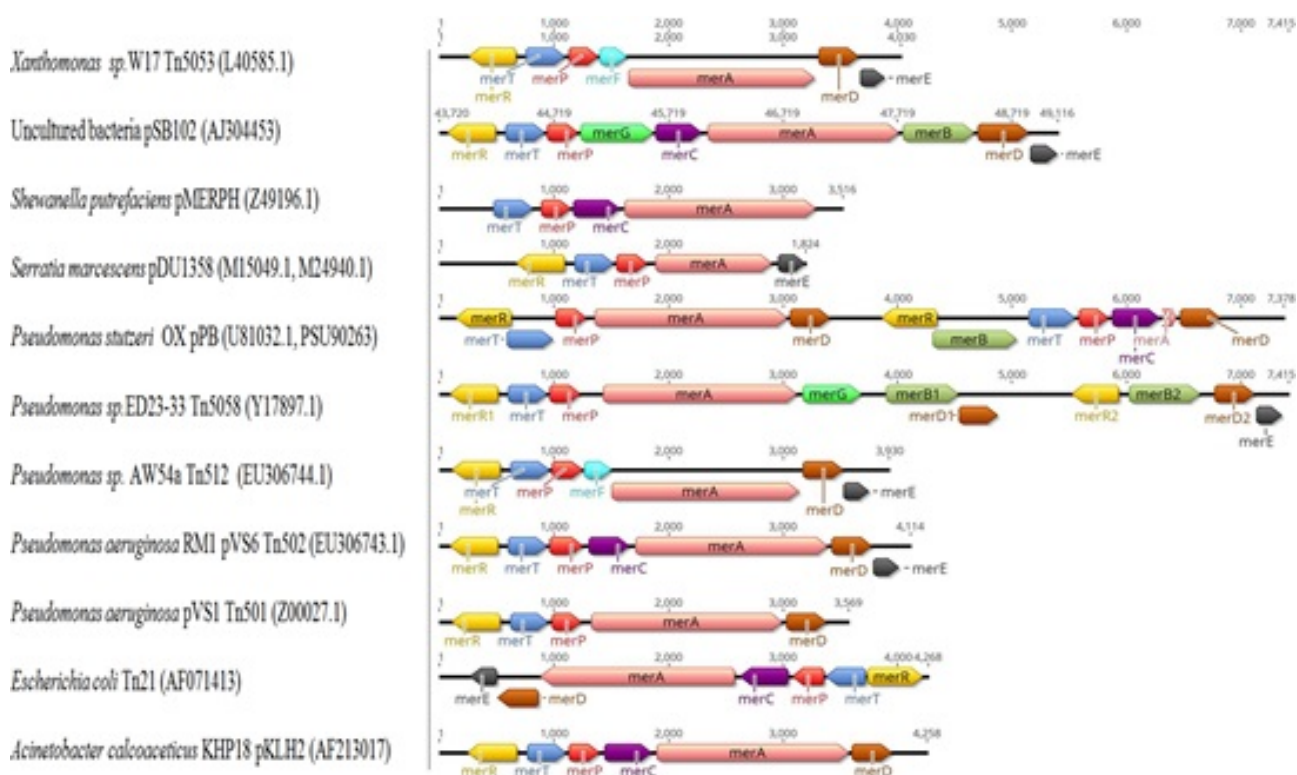 1 1,000 2,000 3,000 4,000 5,000 6,000 7,000 7,415
1 1,000 2,000 3,000 4,030
Xanthomonas sp.W17 Tn5053 (L40585.1)
merT merP merF merA merD merE
merR
43,720 44,719 45,719 46,719 47,719 48,719 49,116
Uncultured bacteria pSB102 (AJ304453)
merG merA merB
merR merT merP merC merD merE
1 1,000 2,000 3,000 3,516
Shewanella putrefaciens pMERPH (Z49196.1)
merA
merT merP merC
1 1,000 1,824
Serratia marcescens pDU1358 (M15049.1, M24940.1)
merA
merR merT merP merE
1 1,000 2,000 3,000 4,000 5,000 6,000 7,000 7,378
Pseudomonas stutzeri OX pPB (U81032.1, PSU90263)
merR merA merR
merT merP merD merB merT merP merA merD
merC
1 1,000 2,000 3,000 4,000 5,000 6,000 7,000 7,415
Pseudomonas sp.ED23-33 Tn5058 (Y17897.1)
merA merG merB1 merB2
merR1 merT merP merD1 merR2 merD2
merE
1 1,000 2,000 3,000 3,930
Pseudomonas sp. AW54a Tn512 (EU306744.1)
merT merP merF merA merD merE
merR
1 1,000 2,000 3,000 4,114
Pseudomonas aeruginosa RM1 pVS6 Tn502 (EU306743.1)
merA
merR merT merP merC merD merE
1 1,000 2,000 3,000 3,569
Pseudomonas aeruginosa pVS1 Tn501 (Z00027.1)
merA
merR merT merP merD
1 1,000 2,000 3,000 4,000 4,268
Escherichia coli Tn21 (AF071413)
merA merR
merE merD merC merP merT
1 1,000 2,000 3,000 4,258
Acinetobacter calcoaceticus KHP18 pKLH2 (AF213017)
merA
merR merT merP merC merD